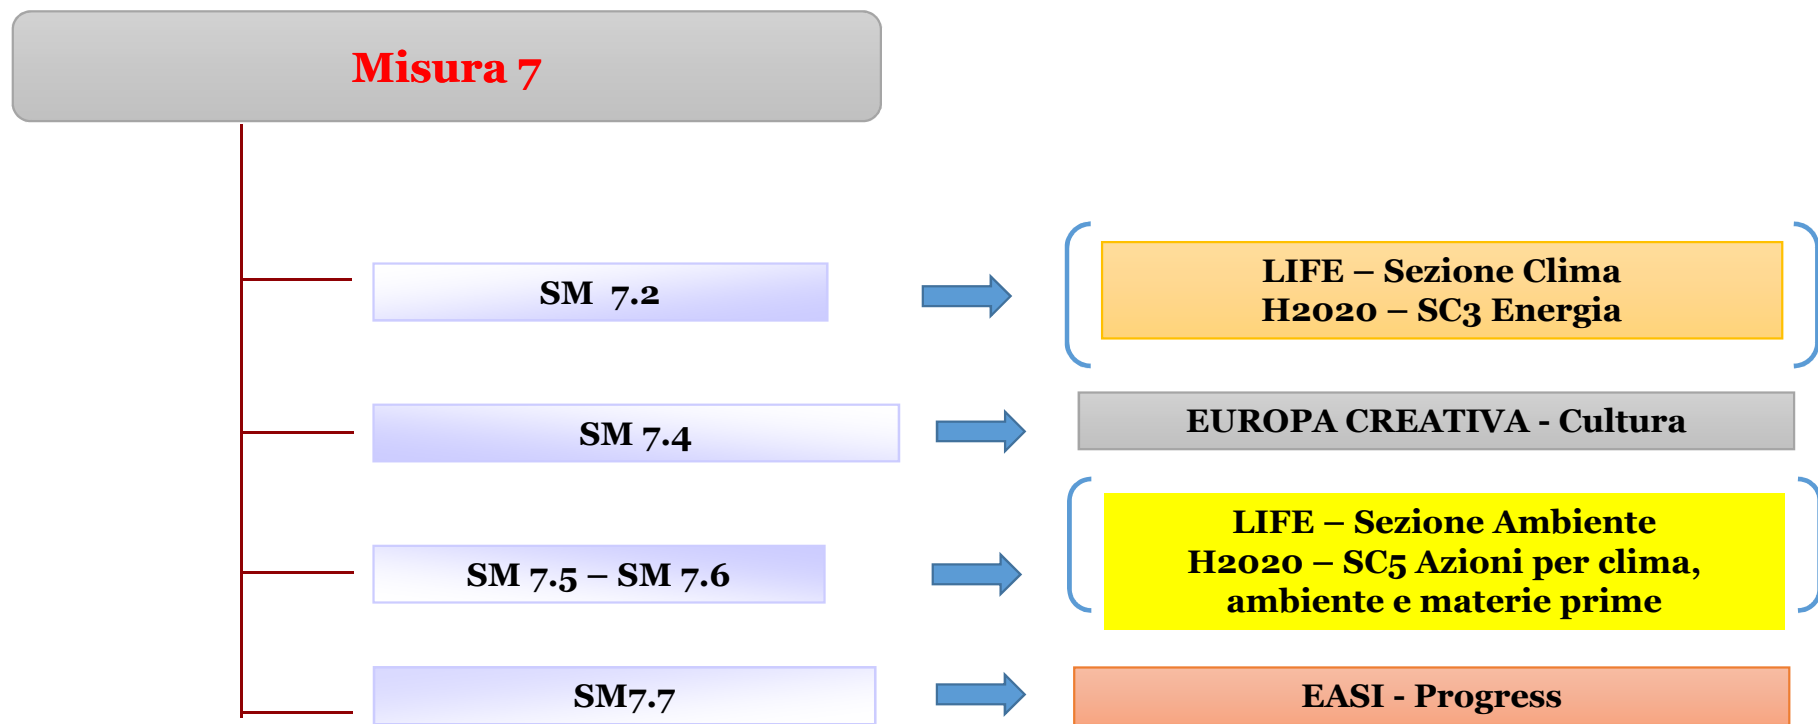 Misura 7
SM 7.2
LIFE – Sezione Clima
H2020 – SC3 Energia
SM 7.4
EUROPA CREATIVA - Cultura
SM 7.5 – SM 7.6
LIFE – Sezione Ambiente
H2020 – SC5 Azioni per clima,
ambiente e materie prime
SM7.7
EASI - Progress